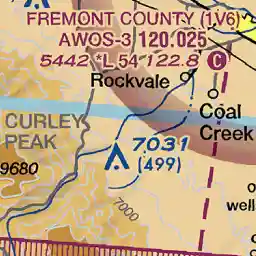 FREMONT COUNTY (1V6)
AWOS-3 120.025
5442 *L 54 122.8 C
Rockvale
Coal
Creek
CURLEY
PEAK
7031
(499)
9680
7000
well